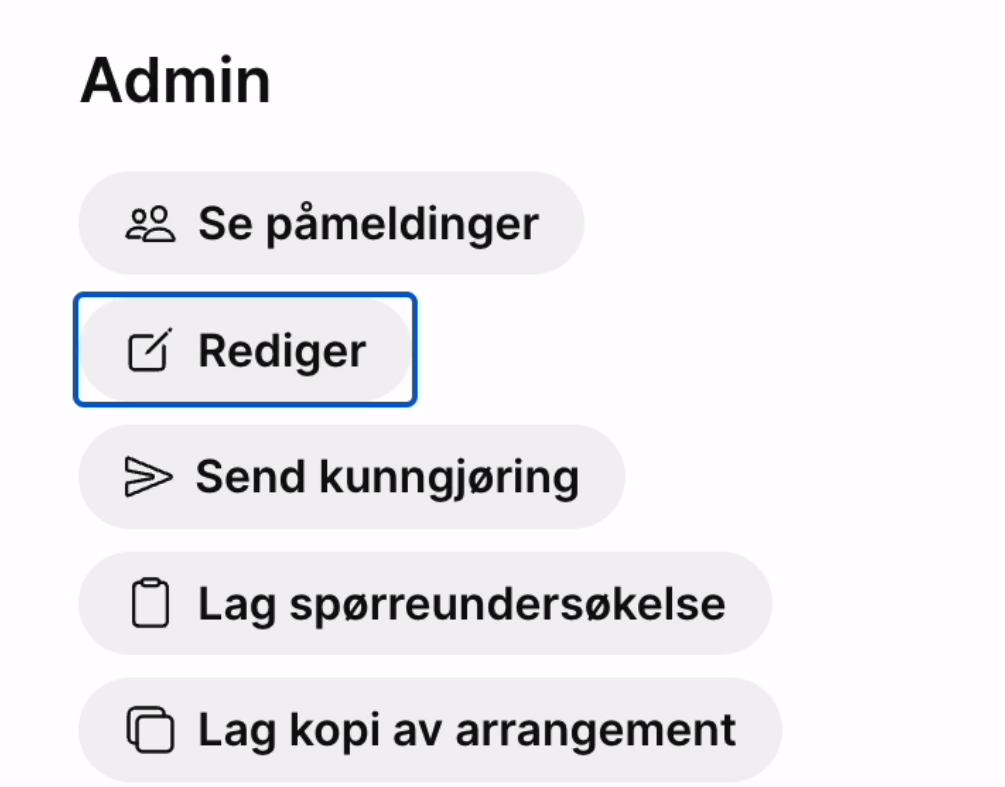 Admin
Se påmeldinger
Rediger
Send kunngjøring
Lag spørreundersøkelse
Lag kopi av arrangement